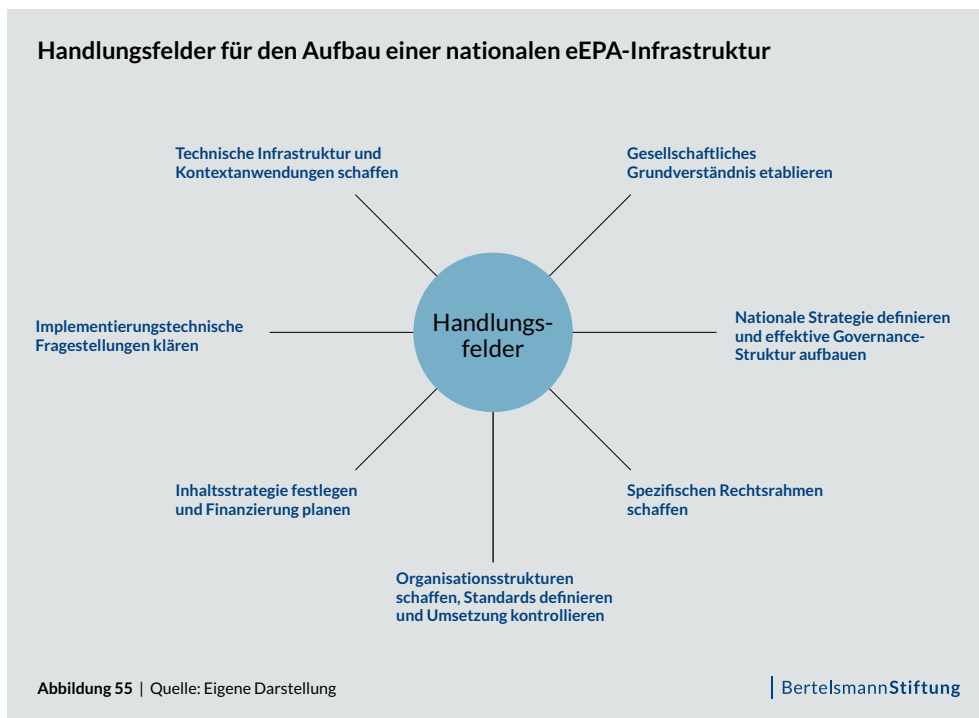 Handlungsfelder für den Aufbau einer nationalen eEPA-Infrastruktur
Technische Infrastruktur und
Kontextanwendungen schaffen
Gesellschaftliches
Grundverständnis etablieren
Handlungs-
felder
Implementierungstechnische
Fragestellungen klären
Nationale Strategie definieren
und effektive Governance-
Struktur aufbauen
Inhaltsstrategie festlegen
und Finanzierung planen
Spezifischen Rechtsrahmen
schaffen
Organisationsstrukturen
schaffen, Standards definieren
und Umsetzung kontrollieren
Abbildung 55 | Quelle: Eigene Darstellung
BertelsmannStiftung